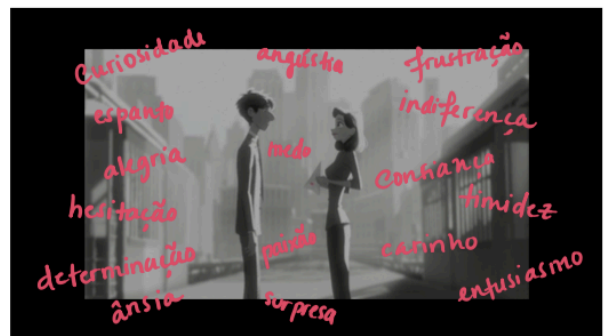 Curiosidade
angústia
frustração
espanto
indiferença
alegria
medo
Confiança
hesitação
timidez
determinação
paixão
carinho
ânsia
surpresa
entusiasmo